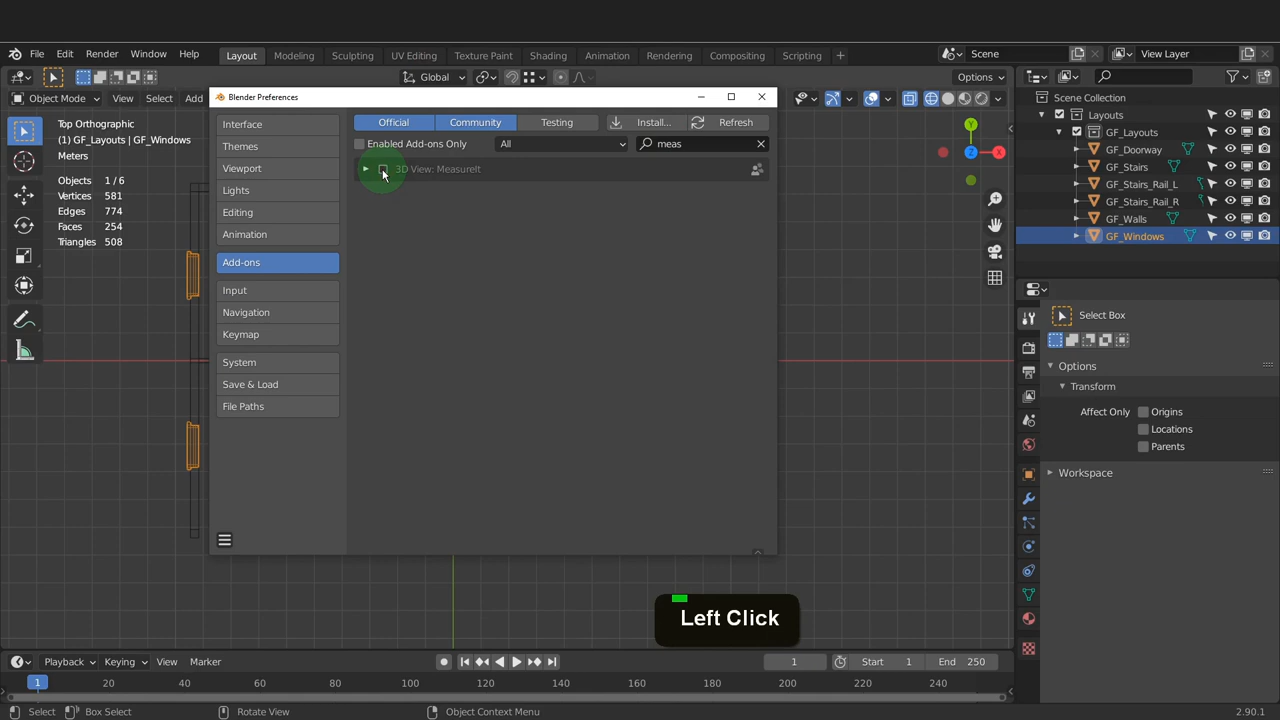 File Edit Render Window Help
Layout Modeling Sculpting UV Editing Texture Paint Shading Animation Rendering Compositing Scripting +
Scene
View Layer
Global
Options
Object Mode View Select Add
Top Orthographic
(1) GF_Layouts | GF_Windows
Meters
Objects 1 / 6
Vertices 581
Edges 774
Faces 254
Triangles 508
Blender Preferences
Interface
Themes
Viewport
Lights
Editing
Animation
Add-ons
Input
Navigation
Keymap
System
Save & Load
File Paths
Official Community Testing Install... Refresh
Enabled Add-ons Only All meas
3D View: MeasureIt
Y
X
Z
Scene Collection
Layouts
GF_Layouts
GF_Doorway
GF_Stairs
GF_Stairs_Rail_L
GF_Stairs_Rail_R
GF_Walls
GF_Windows
Select Box
Options
Transform
Affect Only Origins
Locations
Parents
Workspace
Left Click
Playback Keying View Marker
1 Start 1 End 250
1 20 40 60 80 100 120 140 160 180 200 220 240
Select Box Select Rotate View Object Context Menu 2.90.1